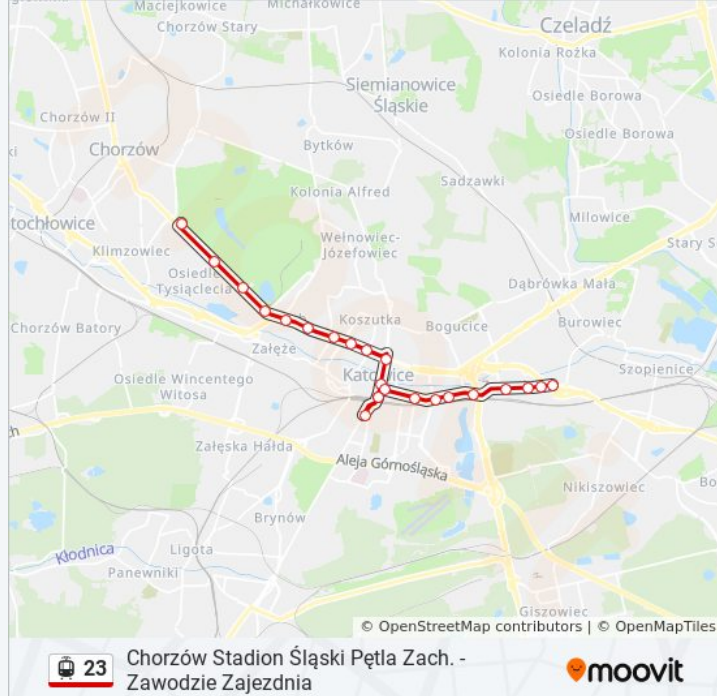 Maciejkowice
Michałkowice
Chorzów Stary
Czeladź
Kolonia Rożka
Siemianowice
Śląskie
Osiedle Borowa
Chorzów II
Osiedle Borowa
Bytków
Chorzów
Sadzawki
Kolonia Alfred
tochłowice
Milowice
Wełnowiec-
Józefowiec
Stary S
Klimzowiec
Osiedle
Tysiąclecia
Dąbrówka Mała
Koszutka
Bogucice
Burowiec
Chorzów Batory
Załęże
Szopienice
Katowice
Osiedle Wincentego
Witosa
Załęska Hałda
Aleja Górnośląska
Nikiszowiec
Bo
Brynów
Kłodnica
Ligota
Panewniki
Giszowiec
© OpenStreetMap contributors | © OpenMapTiles
23
Chorzów Stadion Śląski Pętla Zach. -
Zawodzie Zajezdnia
moovit